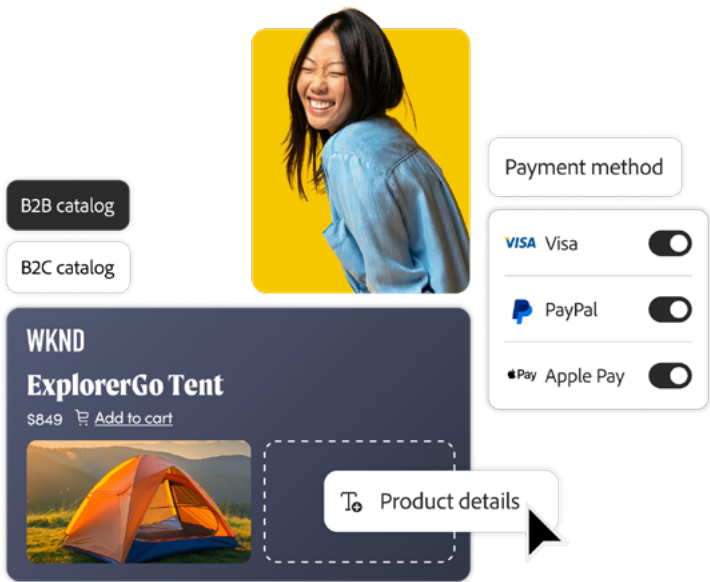 B2B catalog
B2C catalog
Payment method
VISA Visa
PayPal
Pay Apple Pay
WKND
ExplorerGo Tent
$849 Add to cart
Product details